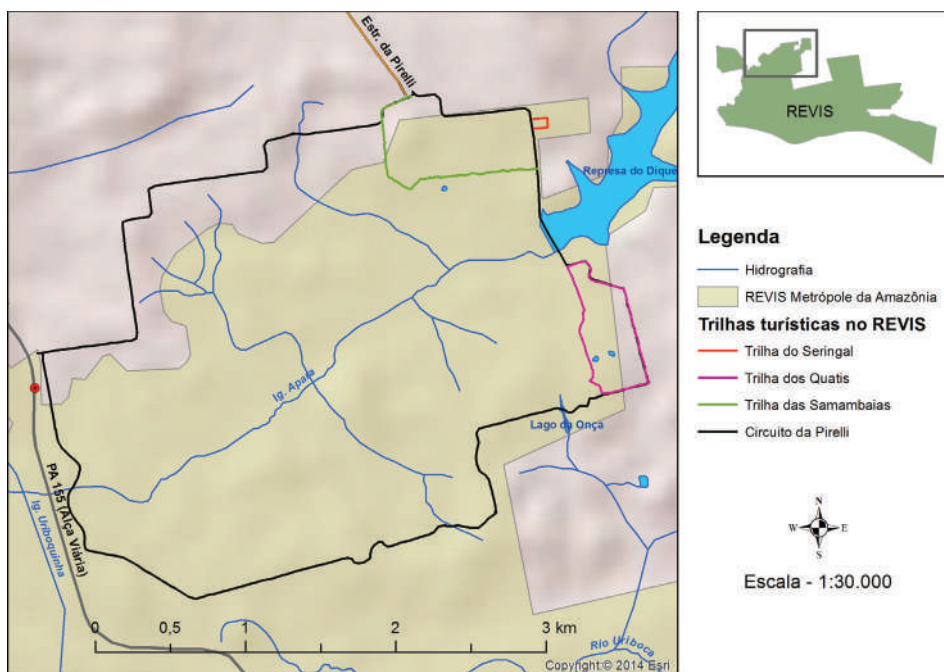 Estr. da Pirelli
Represa do Dique
Ig. Apara
Lago da Onçã
PA 155 (Alça Viária)
Ig. Uriboquinha
0 0,5 1 2 3 km
Rio Uriboca
Copyright:© 2014 Esri
REVIS
Legenda
Hidrografia
REVIS Metrópole da Amazônia
Trilhas turísticas no REVIS
Trilha do Seringal
Trilha dos Quatis
Trilha das Samambaias
Circuito da Pirelli
N
W E
S
Escala - 1:30.000